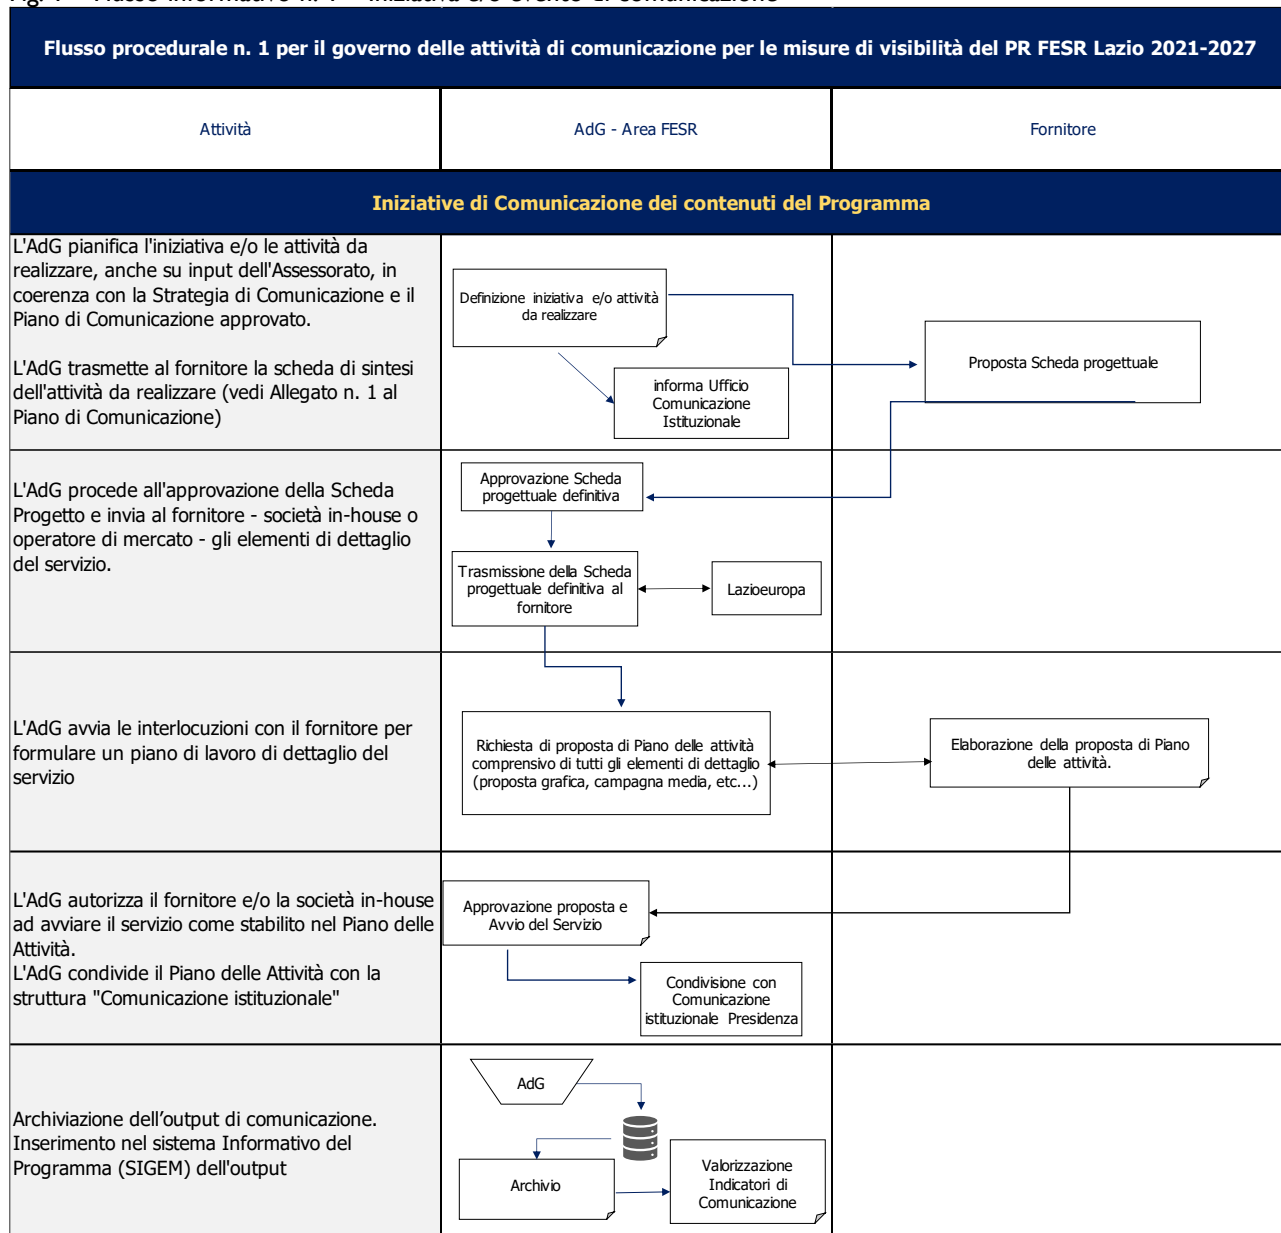 Flusso procedurale n. 1 per il governo delle attività di comunicazione per le misure di visibilità del PR FESR Lazio 2021-2027
Attività
AdG - Area FESR
Fornitore
Iniziative di Comunicazione dei contenuti del Programma
L'AdG pianifica l'iniziativa e/o le attività da
realizzare, anche su input dell'Assessorato, in
coerenza con la Strategia di Comunicazione e il
Piano di Comunicazione approvato.
L'AdG trasmette al fornitore la scheda di sintesi
dell'attività da realizzare (vedi Allegato n. 1 al
Piano di Comunicazione)
Definizione iniziativa e/o attività
da realizzare
informa Ufficio
Comunicazione
Istituzionale
Proposta Scheda progettuale
L'AdG procede all'approvazione della Scheda
Progetto e invia al fornitore - società in-house o
operatore di mercato - gli elementi di dettaglio
del servizio.
Approvazione Scheda
progettuale definitiva
Trasmissione della Scheda
progettuale definitiva al
fornitore
Lazioeuropa
L'AdG avvia le interlocuzioni con il fornitore per
formulare un piano di lavoro di dettaglio del
servizio
Richiesta di proposta di Piano delle attività
comprensivo di tutti gli elementi di dettaglio
(proposta grafica, campagna media, etc...)
Elaborazione della proposta di Piano
delle attività.
L'AdG autorizza il fornitore e/o la società in-house
ad avviare il servizio come stabilito nel Piano delle
Attività.
L'AdG condivide il Piano delle Attività con la
struttura "Comunicazione istituzionale"
Approvazione proposta e
Avvio del Servizio
Condivisione con
Comunicazione
istituzionale Presidenza
Archiviazione dell’output di comunicazione.
Inserimento nel sistema Informativo del
Programma (SIGEM) dell'output
AdG
Archivio
Valorizzazione
Indicatori di
Comunicazione